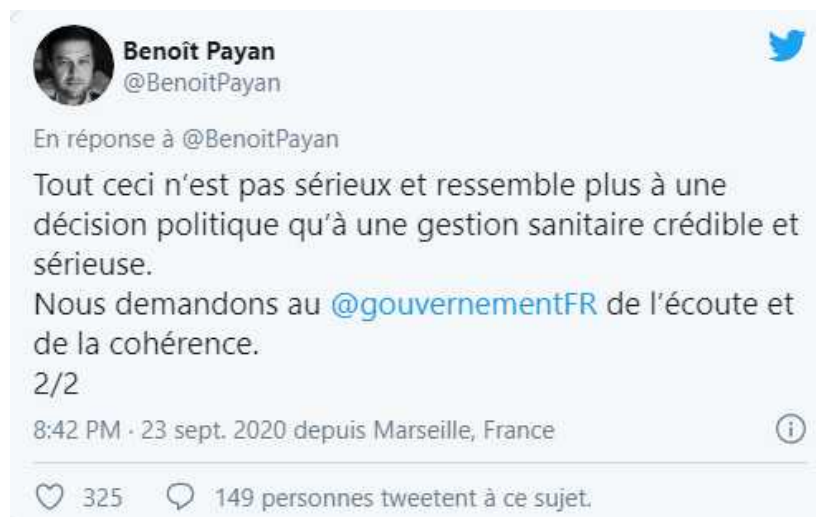 Benoît Payan
@BenoitPayan
En réponse à @BenoitPayan
Tout ceci n'est pas sérieux et ressemble plus à une
décision politique qu'à une gestion sanitaire crédible et
sérieuse.
Nous demandons au @gouvernementFR de l'écoute et
de la cohérence.
2/2
8:42 PM · 23 sept. 2020 depuis Marseille, France
325 149 personnes tweetent à ce sujet.